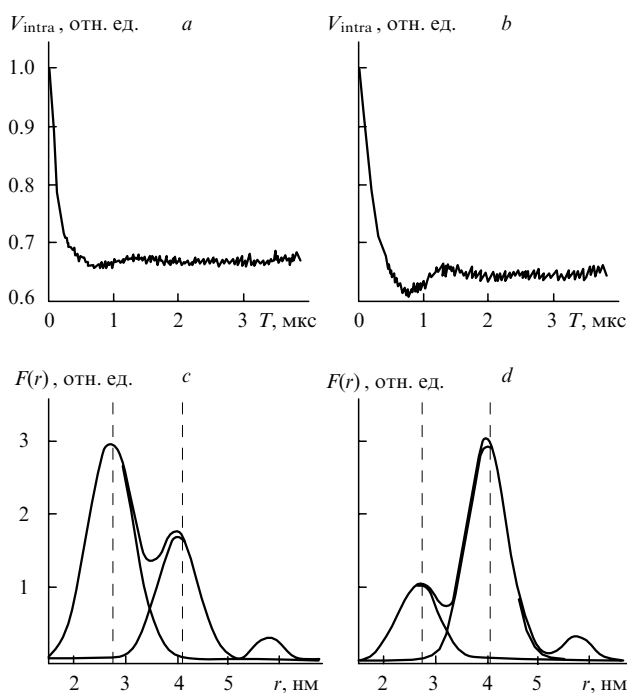 V_intra, отн. ед. a
1.0
0.9
0.8
0.7
0.6
0 1 2 3 T, мкс
V_intra, отн. ед. b
0 1 2 3 T, мкс
F(r), отн. ед. c
3
2
1
2 3 4 5 r, нм
F(r), отн. ед. d
2 3 4 5 r, нм